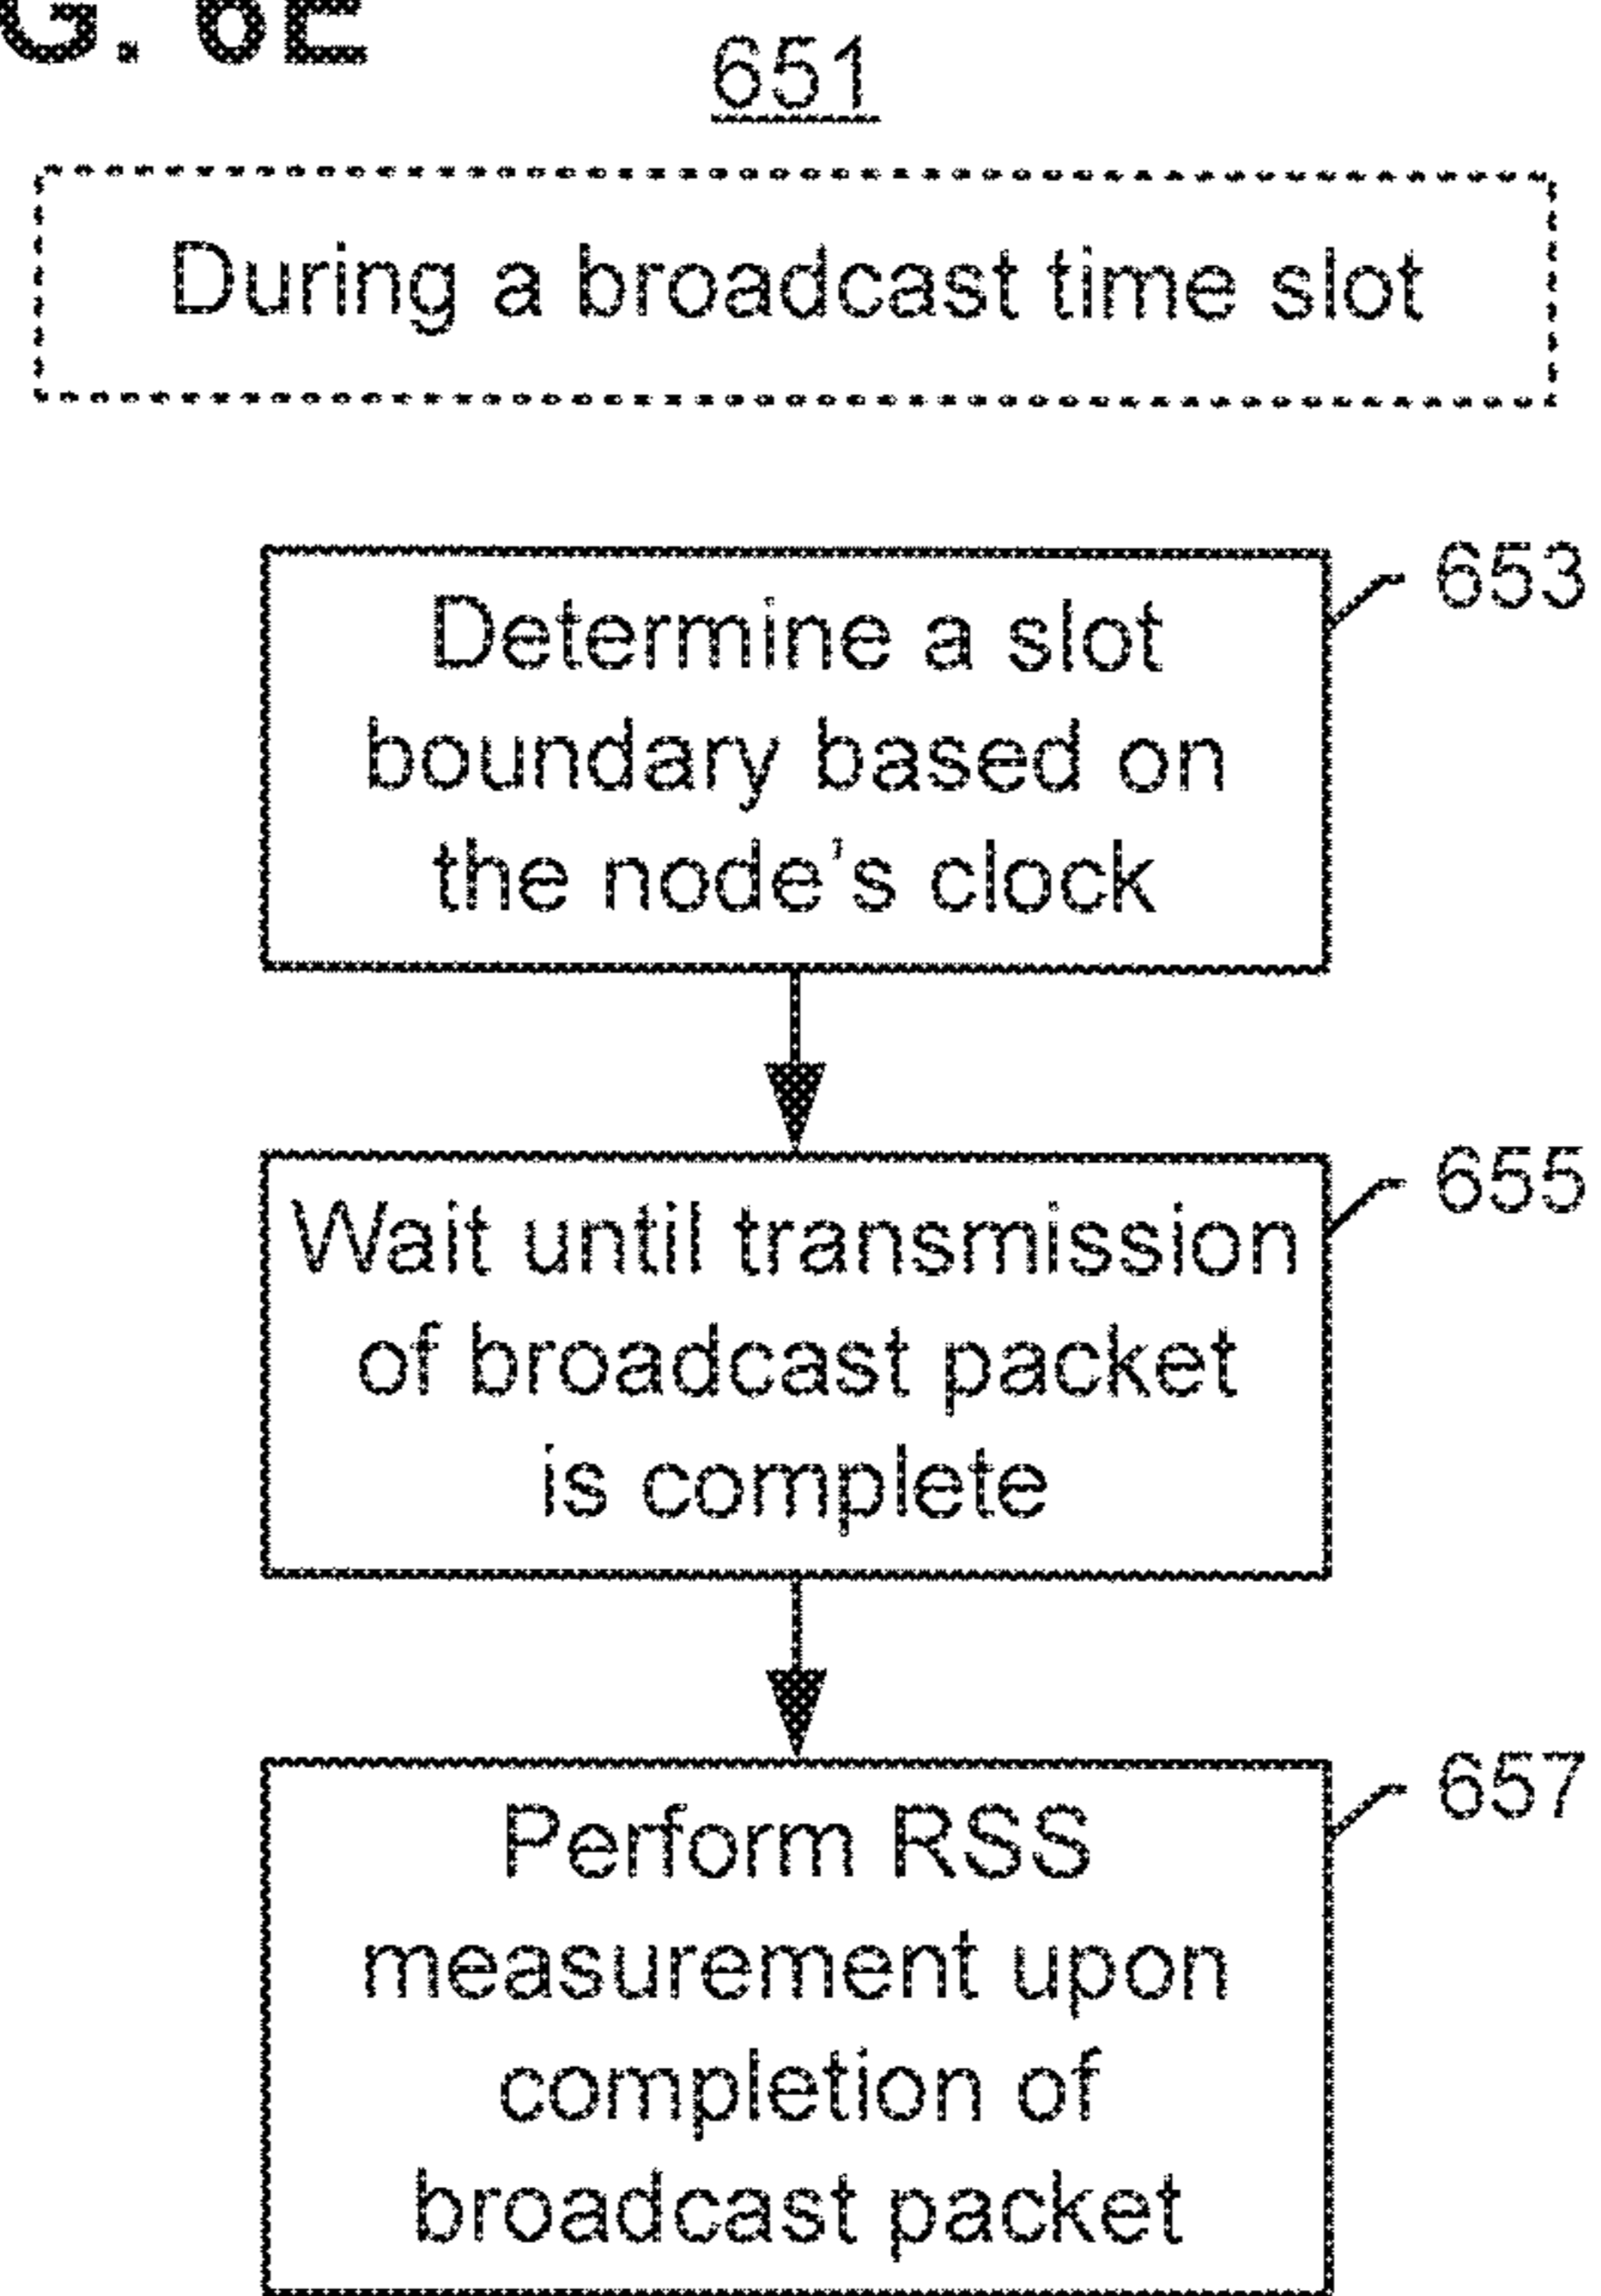 G. 6E
651
During a broadcast time slot
653
Determine a slot
boundary based on
the node's clock
655
Wait until transmission
of broadcast packet
is complete
657
Perform RSS
measurement upon
completion of
broadcast packet